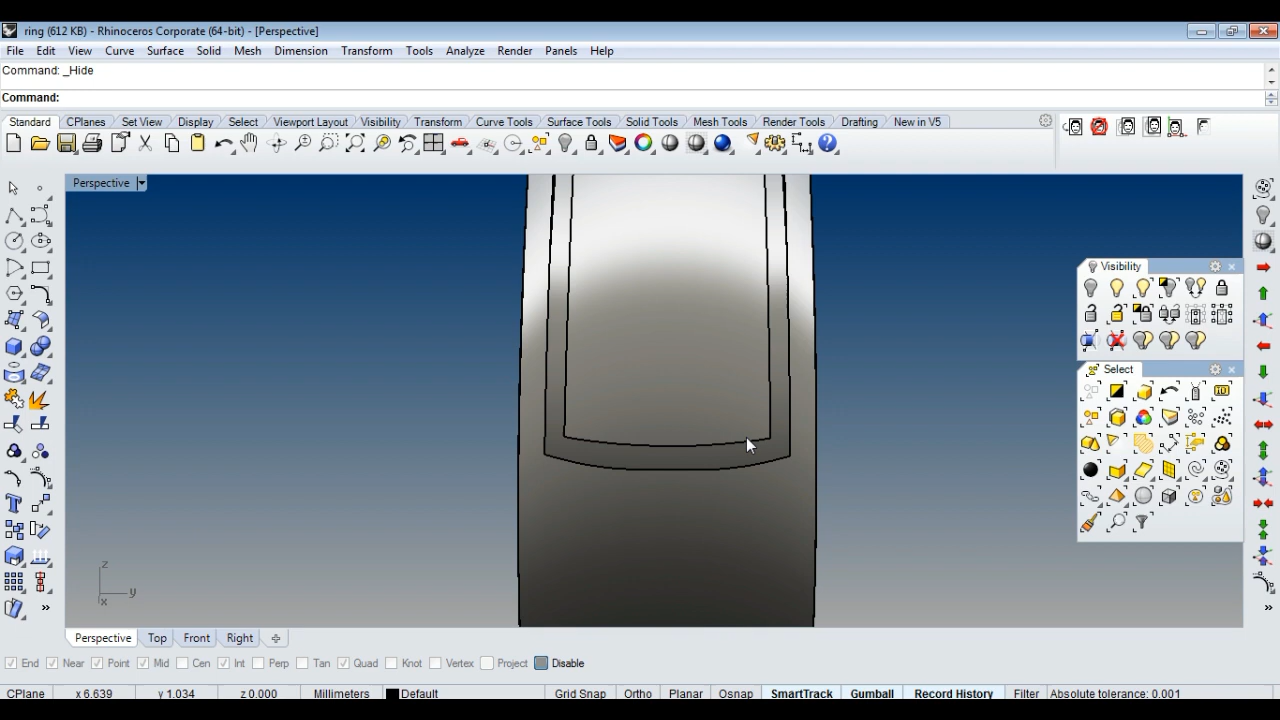 ring (612 KB) - Rhinoceros Corporate (64-bit) - [Perspective]
File Edit View Curve Surface Solid Mesh Dimension Transform Tools Analyze Render Panels Help
Command: _Hide
Command:
Standard CPlanes Set View Display Select Viewport Layout Visibility Transform Curve Tools Surface Tools Solid Tools Mesh Tools Render Tools Drafting New in V5
Perspective
Visibility
Select
z
y
x
Perspective Top Front Right
End Near Point Mid Cen Int Perp Tan Quad Knot Vertex Project Disable
CPlane x 6.639 y 1.034 z 0.000 Millimeters Default Grid Snap Ortho Planar Osnap SmartTrack Gumball Record History Filter Absolute tolerance: 0.001